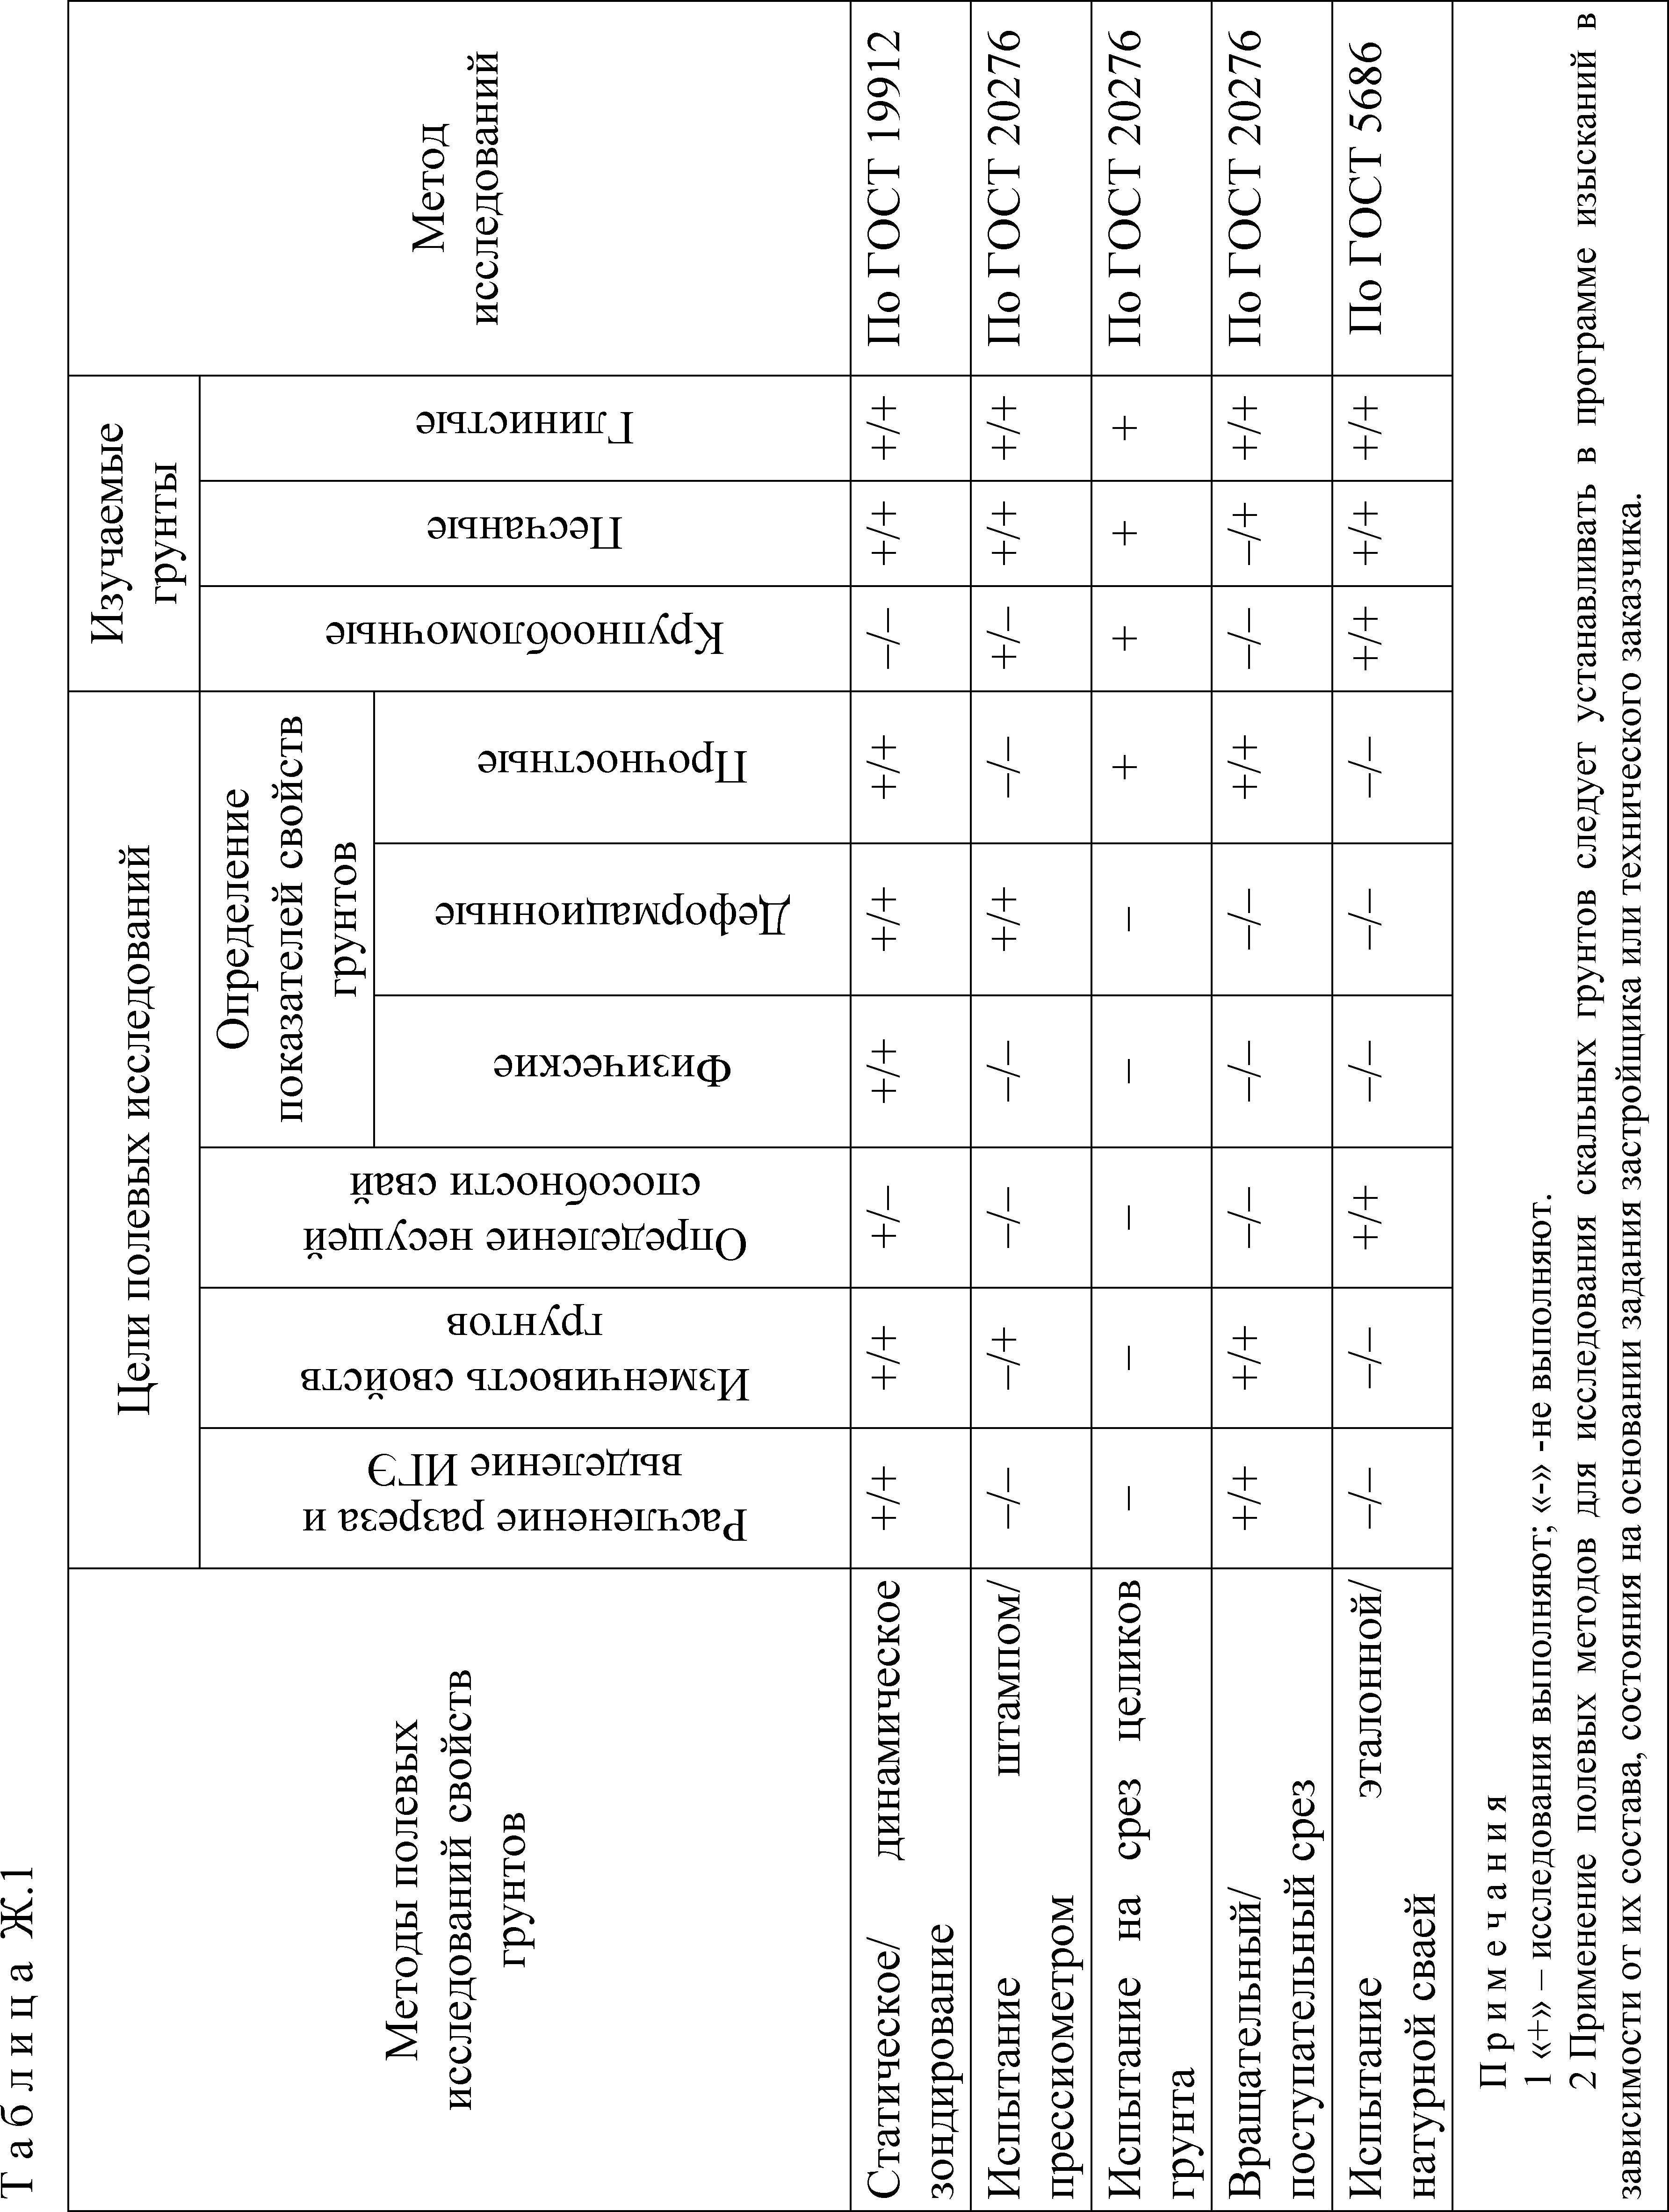 Таблица Ж.1
Методы полевых
исследований свойств
грунтов
Цели полевых исследований
Изучаемые
грунты
Метод
исследований
Расчленение разреза и
выделение ИГЭ
Изменчивость свойств
грунтов
Определение несущей
способности свай
Определение
показателей свойств
грунтов
Физические
Деформационные
Прочностные
Крупнообломочные
Песчаные
Глинистые
Статическое/ динамическое
зондирование
+/+
+/+
+/–
+/+
+/+
+/+
–/–
+/+
+/+
По ГОСТ 19912
Испытание штампом/
прессиометром
–/–
–/+
–/–
–/–
+/+
–/–
+/–
+/+
+/+
По ГОСТ 20276
Испытание на срез целиков
грунта
–
–
–
–
–
+
+
+
+
По ГОСТ 20276
Вращательный/
поступательный срез
+/+
+/+
–/–
–/–
–/–
+/+
–/–
–/+
+/+
По ГОСТ 20276
Испытание эталонной/
натурной сваей
–/–
–/–
+/+
–/–
–/–
–/–
+/+
+/+
+/+
По ГОСТ 5686
Примечания
1 «+» – исследования выполняют; «-» -не выполняют.
2 Применение полевых методов для исследования скальных грунтов следует устанавливать в программе изысканий в
зависимости от их состава, состояния на основании задания застройщика или технического заказчика.